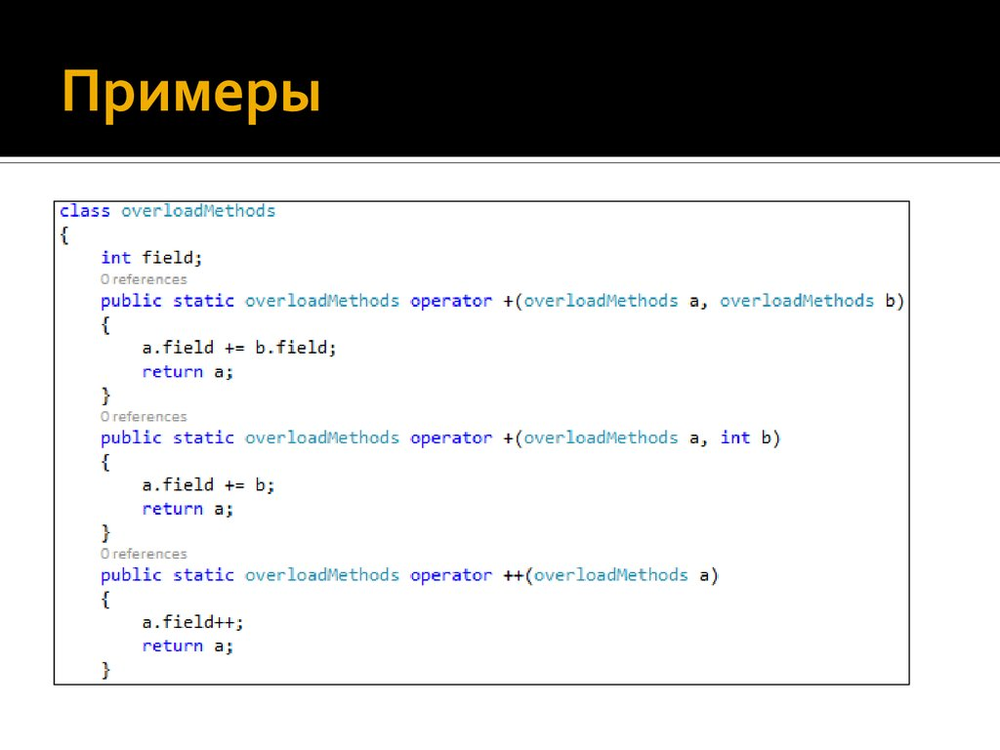 Примеры
class overloadMethods
{
int field;
0 references
public static overloadMethods operator +(overloadMethods a, overloadMethods b)
{
a.field += b.field;
return a;
}
0 references
public static overloadMethods operator +(overloadMethods a, int b)
{
a.field += b;
return a;
}
0 references
public static overloadMethods operator ++(overloadMethods a)
{
a.field++;
return a;
}